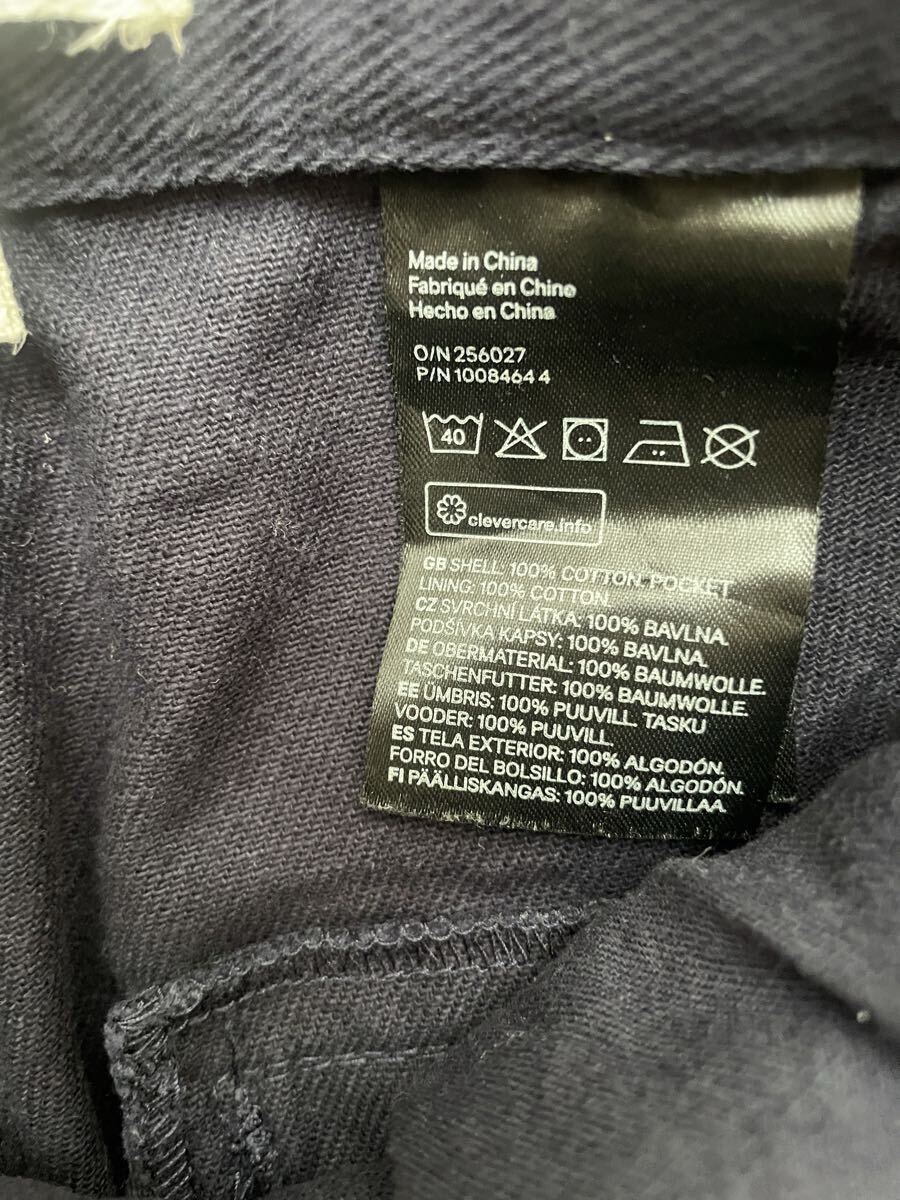 Made in China
Fabriqué en Chine
Hecho en China
O/N 256027
P/N 1008464 4
40
clevercare.info
GB SHELL: 100% COTTON. POCKET
LINING: 100% COTTON
CZ SVRCHNÍ LÁTKA: 100% BAVLNA.
PODŠÍVKA KAPSY: 100% BAVLNA.
DE OBERMATERIAL: 100% BAUMWOLLE.
TASCHENFUTTER: 100% BAUMWOLLE.
EE ÜMBRIS: 100% PUUVILL. TASKU
VOODER: 100% PUUVILL.
ES TELA EXTERIOR: 100% ALGODÓN.
FORRO DEL BOLSILLO: 100% ALGODÓN.
FI PÄÄLLISKANGAS: 100% PUUVILLAA.